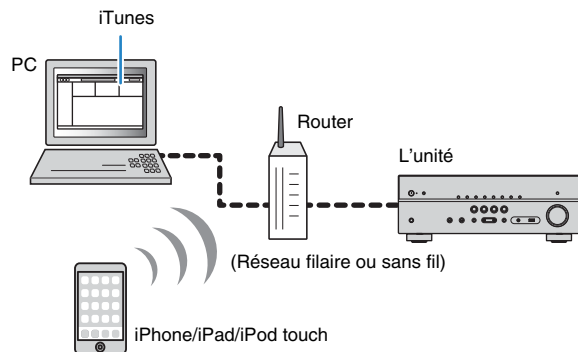 iTunes
PC
Router
L'unité
(Réseau filaire ou sans fil)
iPhone/iPad/iPod touch